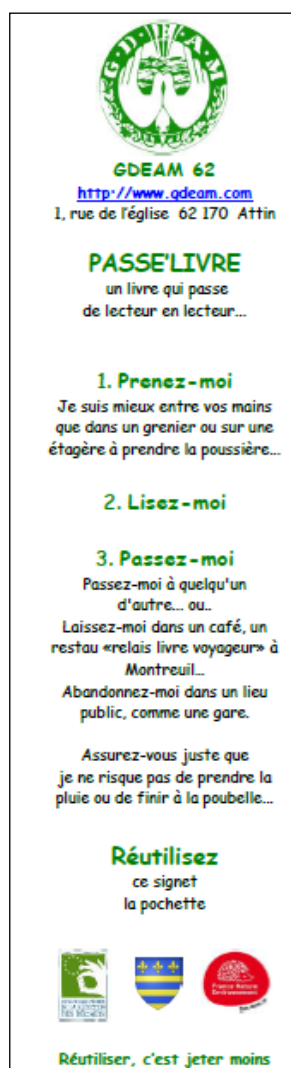 G.D.E.A.M
GDEAM 62
http://www.gdeam.com
1, rue de l'église 62 170 Attin
PASSE'LIVRE
un livre qui passe
de lecteur en lecteur...
1. Prenez-moi
Je suis mieux entre vos mains
que dans un grenier ou sur une
étagère à prendre la poussière...
2. Lisez-moi
3. Passez-moi
Passez-moi à quelqu'un
d'autre... ou..
Laissez-moi dans un café, un
restau «relais livre voyageur» à
Montreuil...
Abandonnez-moi dans un lieu
public, comme une gare.
Assurez-vous juste que
je ne risque pas de prendre la
pluie ou de finir à la poubelle...
Réutilisez
ce signet
la pochette
DES DÉCHETS
France Nature
Environnement
Réutiliser, c'est jeter moins